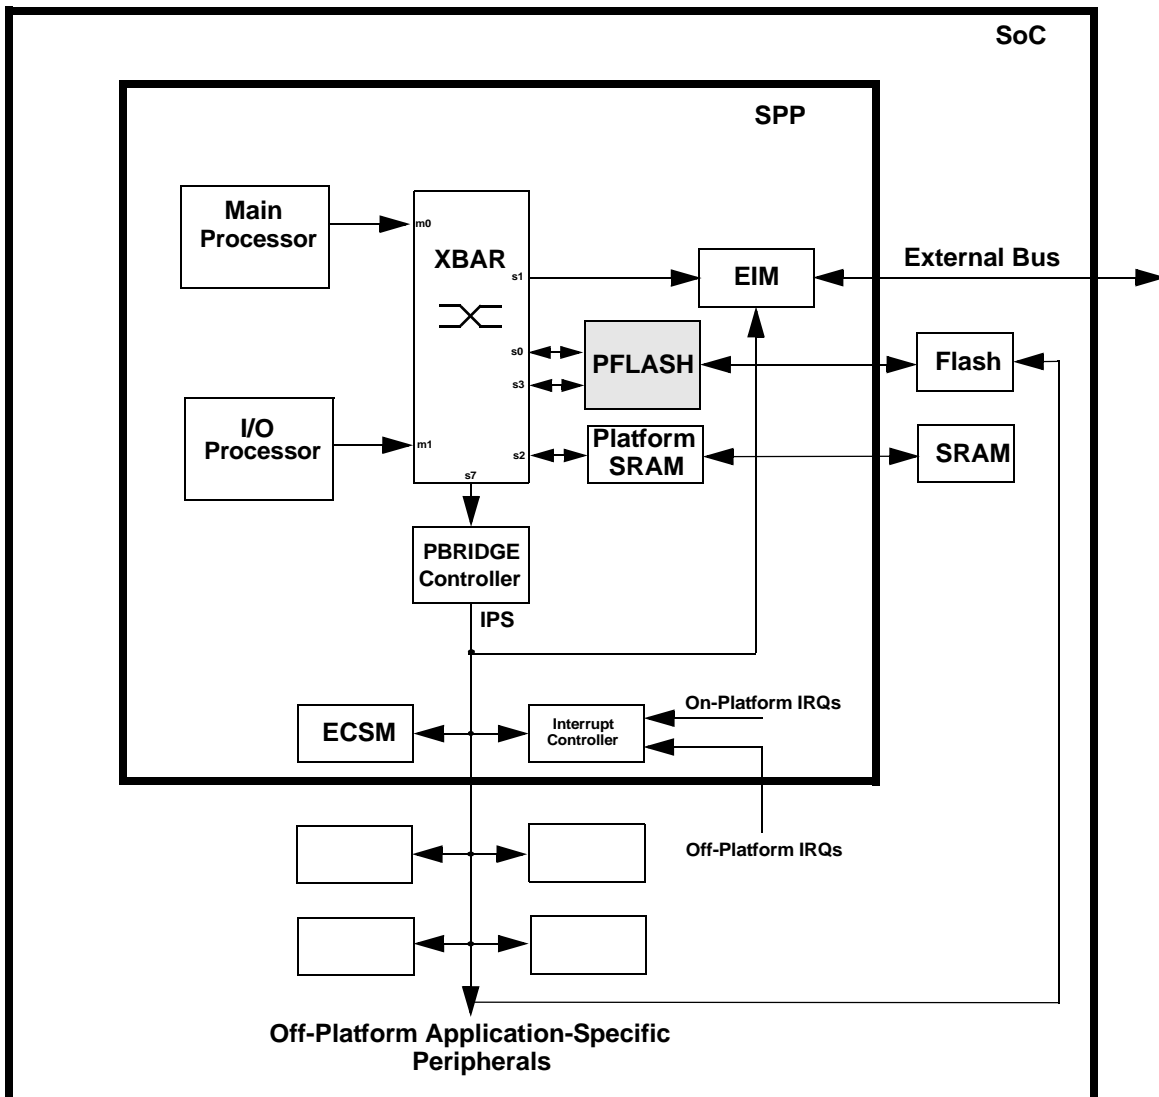 SoC
SPP
Main
Processor
m0
XBAR
s1
EIM
External Bus
s0
PFLASH
Flash
s3
I/O
Processor
m1
s2
Platform
SRAM
SRAM
s7
PBRIDGE
Controller
IPS
On-Platform IRQs
ECSM
Interrupt
Controller
Off-Platform IRQs
Off-Platform Application-Specific
Peripherals